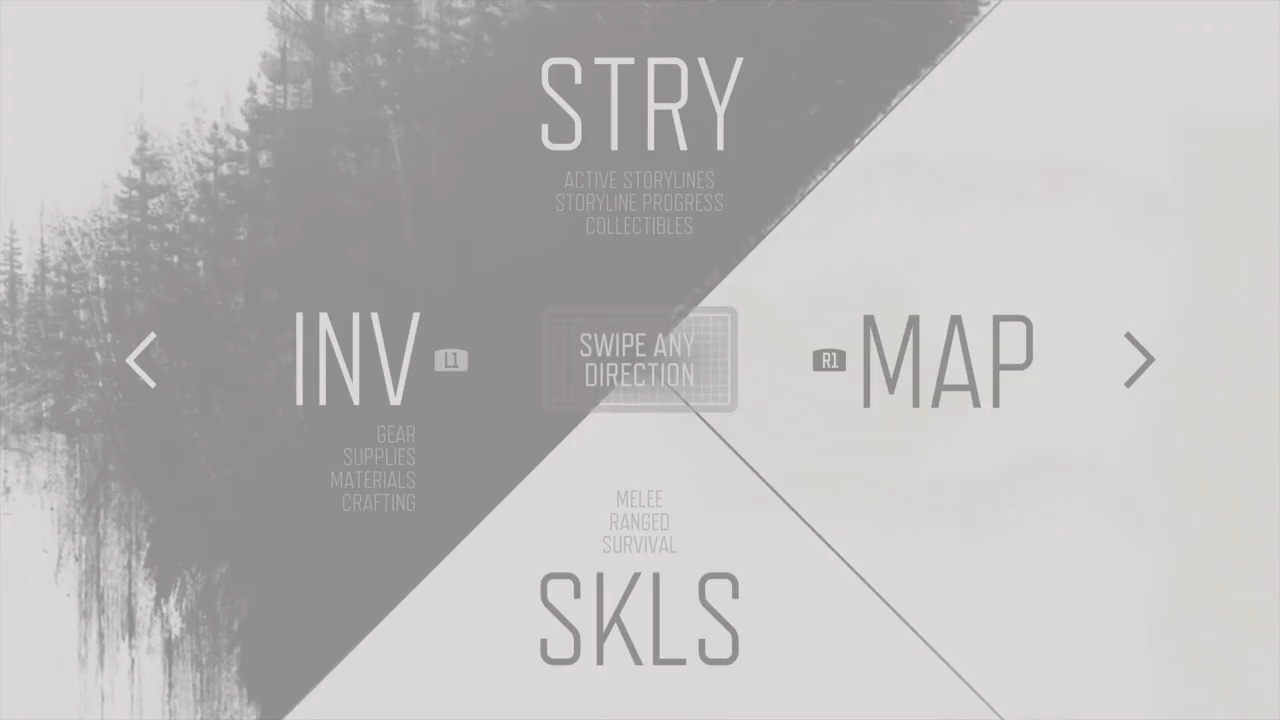 STRY
ACTIVE STORYLINES
STORYLINE PROGRESS
COLLECTIBLES
INV
L1
GEAR
SUPPLIES
MATERIALS
CRAFTING
SWIPE ANY
DIRECTION
R1
MAP
MELEE
RANGED
SURVIVAL
SKLS